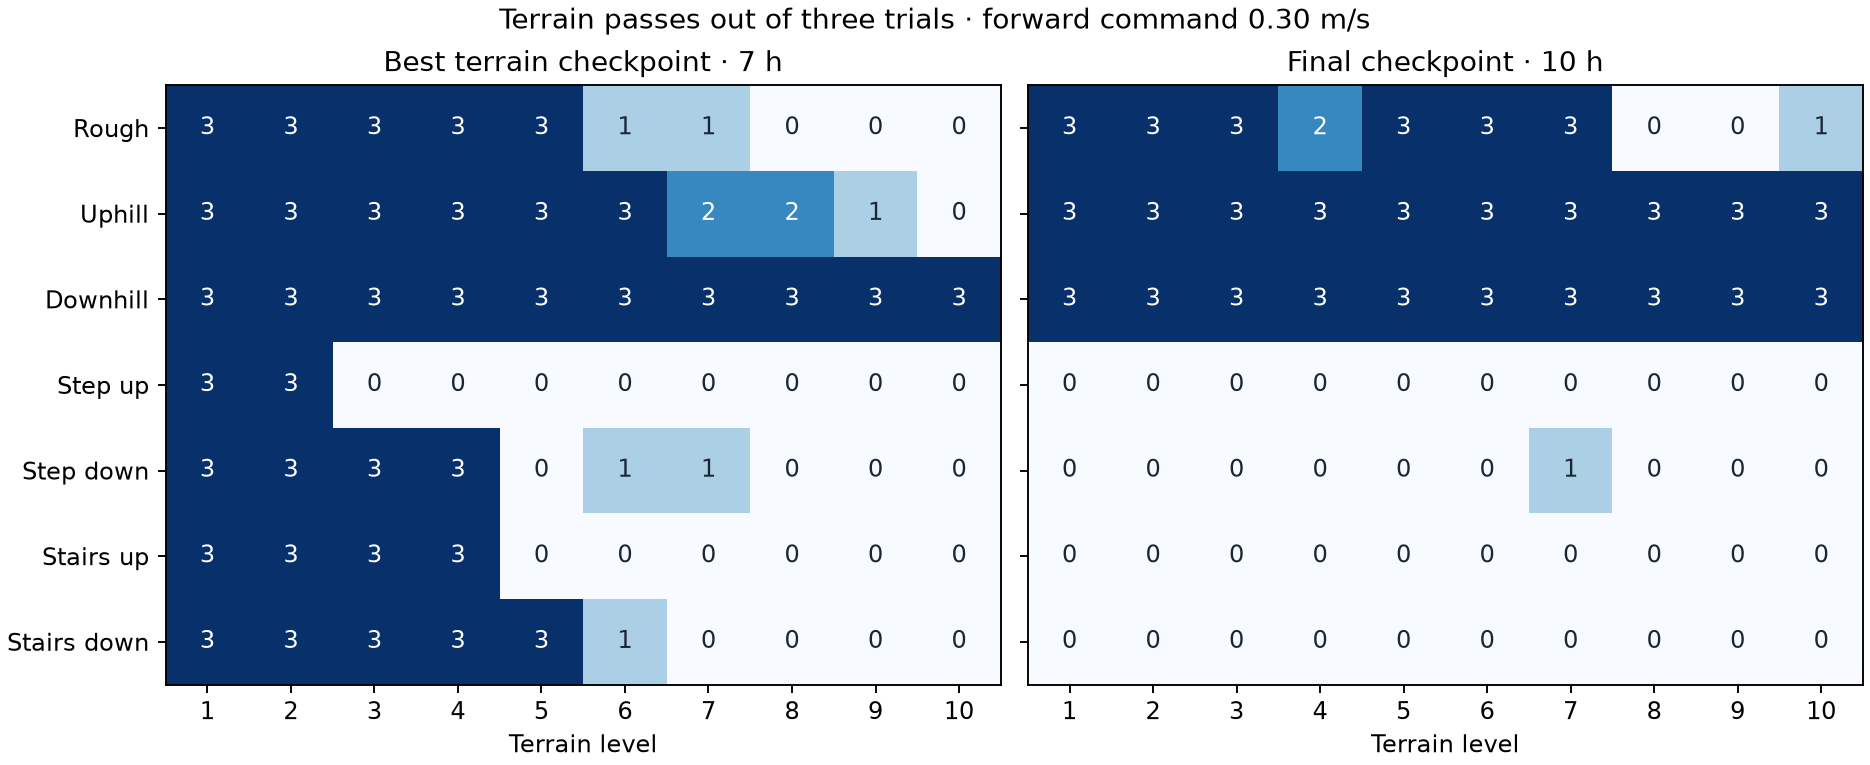 Terrain passes out of three trials · forward command 0.30 m/s
Best terrain checkpoint · 7 h
Final checkpoint · 10 h
Rough 3 3 3 3 3 1 1 0 0 0 3 3 3 2 3 3 3 0 0 1
Uphill 3 3 3 3 3 3 2 2 1 0 3 3 3 3 3 3 3 3 3 3
Downhill 3 3 3 3 3 3 3 3 3 3 3 3 3 3 3 3 3 3 3 3
Step up 3 3 0 0 0 0 0 0 0 0 0 0 0 0 0 0 0 0 0 0
Step down 3 3 3 3 0 1 1 0 0 0 0 0 0 0 0 0 1 0 0 0
Stairs up 3 3 3 3 0 0 0 0 0 0 0 0 0 0 0 0 0 0 0 0
Stairs down 3 3 3 3 3 1 0 0 0 0 0 0 0 0 0 0 0 0 0 0
1 2 3 4 5 6 7 8 9 10 1 2 3 4 5 6 7 8 9 10
Terrain level
Terrain level